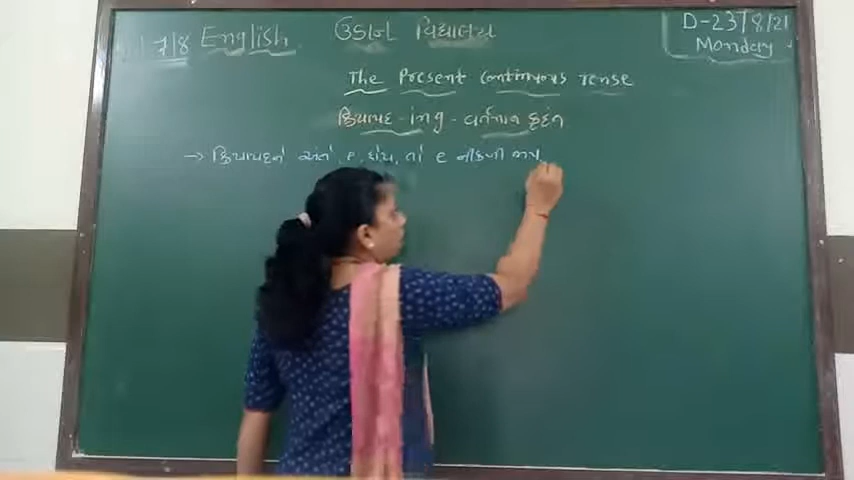 7/8 English ઉડાન વિદ્યાલય D-23/8/21
Monday
The Present Continuous Tense
ક્રિયાપદ -ing - વર્તમાન કૃદંત
→ ક્રિયાપદને અંતે e હોય, તો e નીકળી જાય